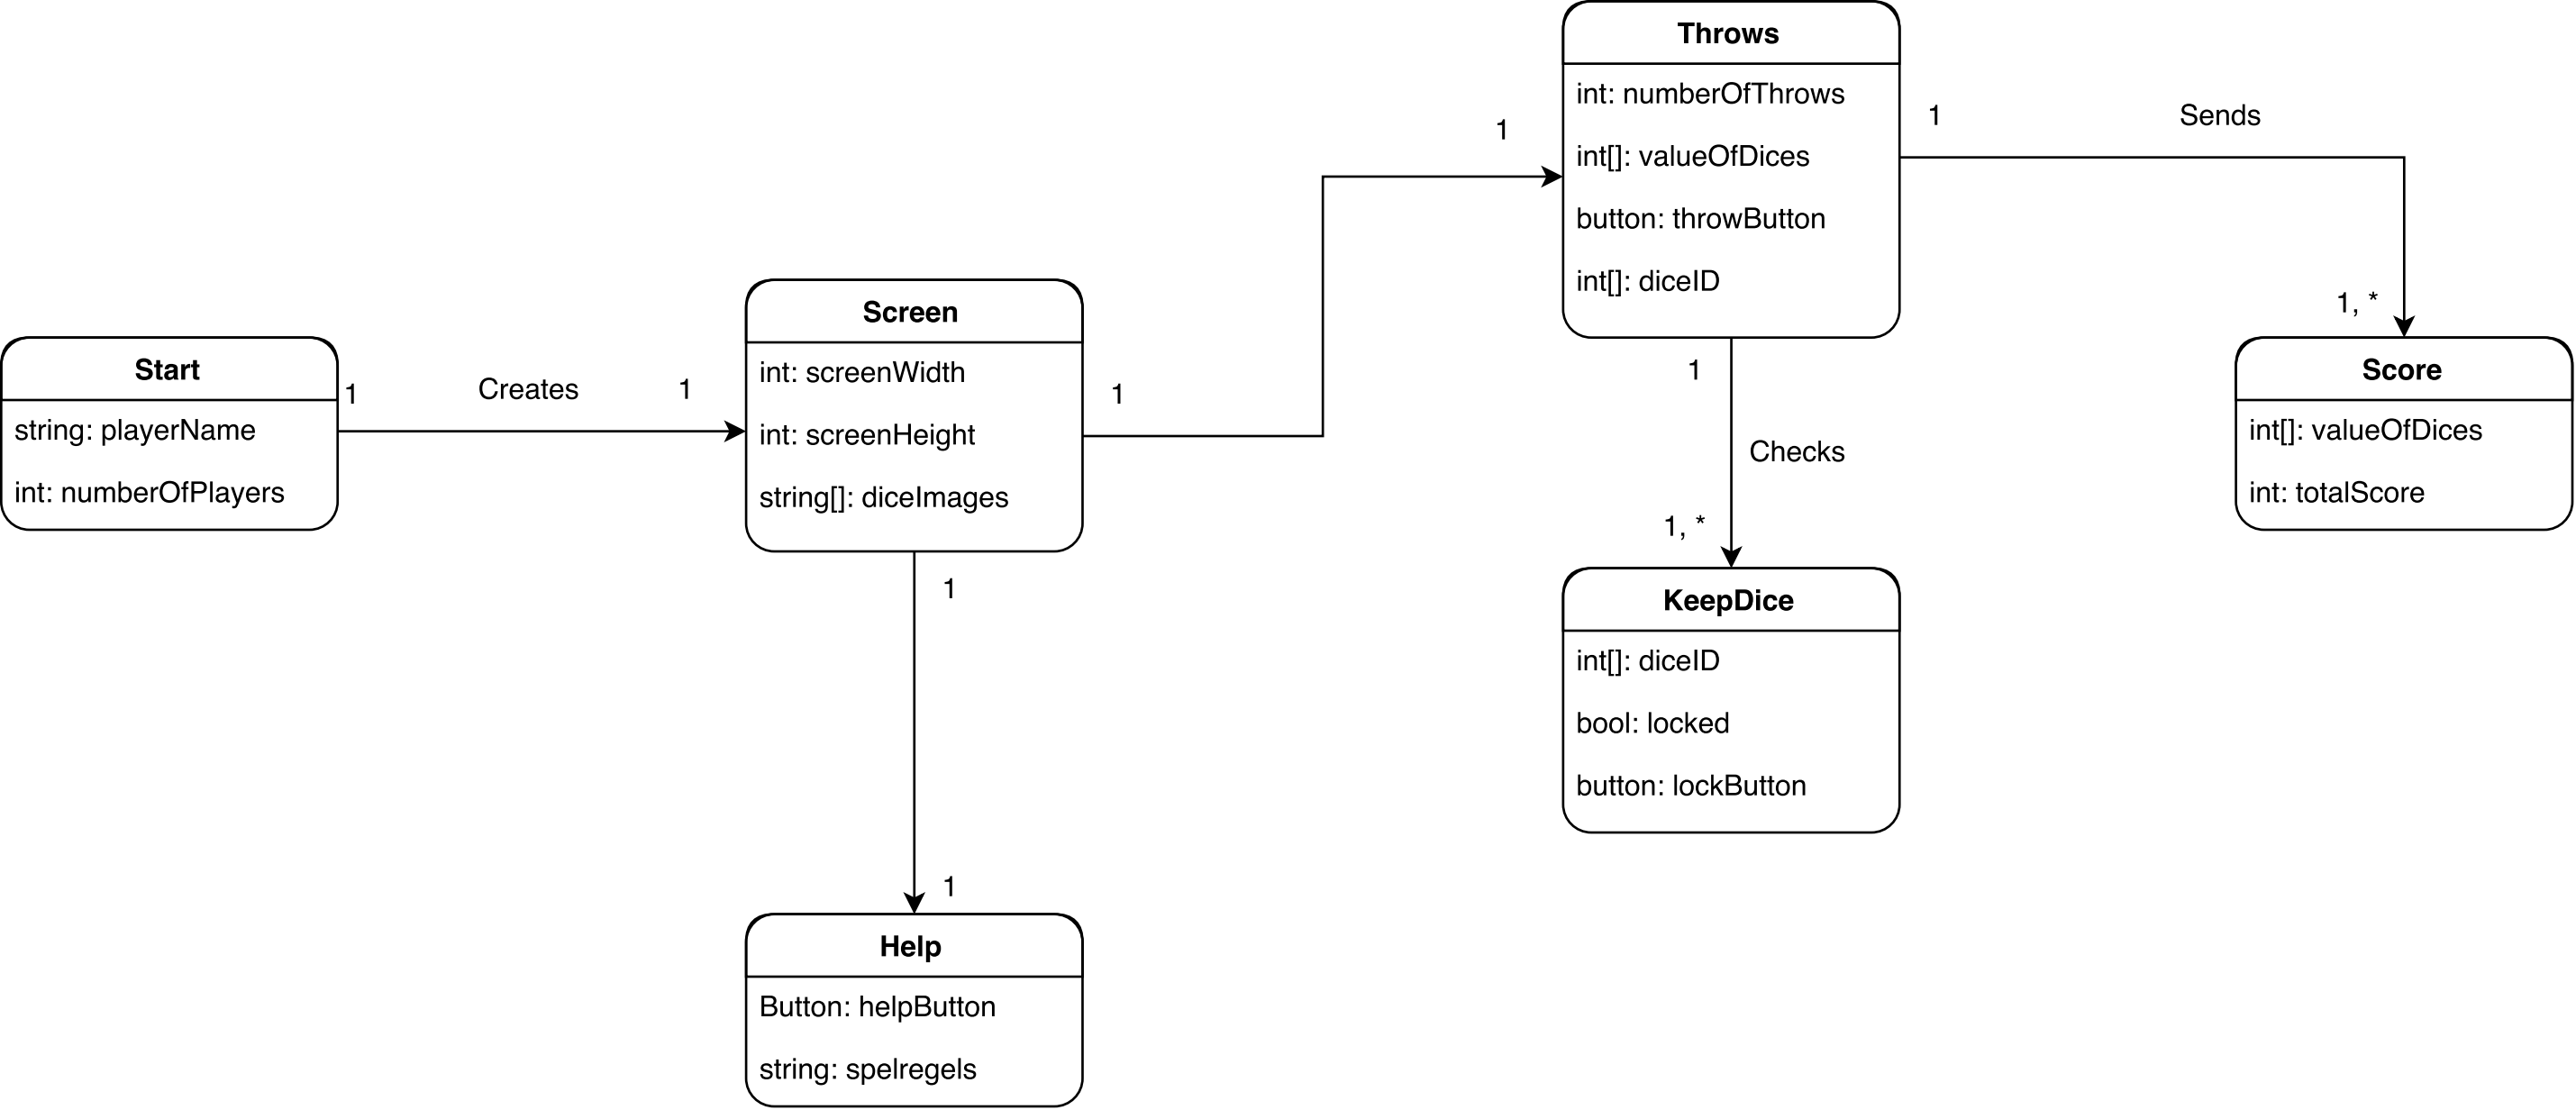 Start
string: playerName
int: numberOfPlayers
1
Creates
1
Screen
int: screenWidth
int: screenHeight
string[]: diceImages
1
1
1
1
Help
Button: helpButton
string: spelregels
Throws
int: numberOfThrows
int[]: valueOfDices
button: throwButton
int[]: diceID
1
Checks
1, *
KeepDice
int[]: diceID
bool: locked
button: lockButton
1
Sends
1, *
Score
int[]: valueOfDices
int: totalScore